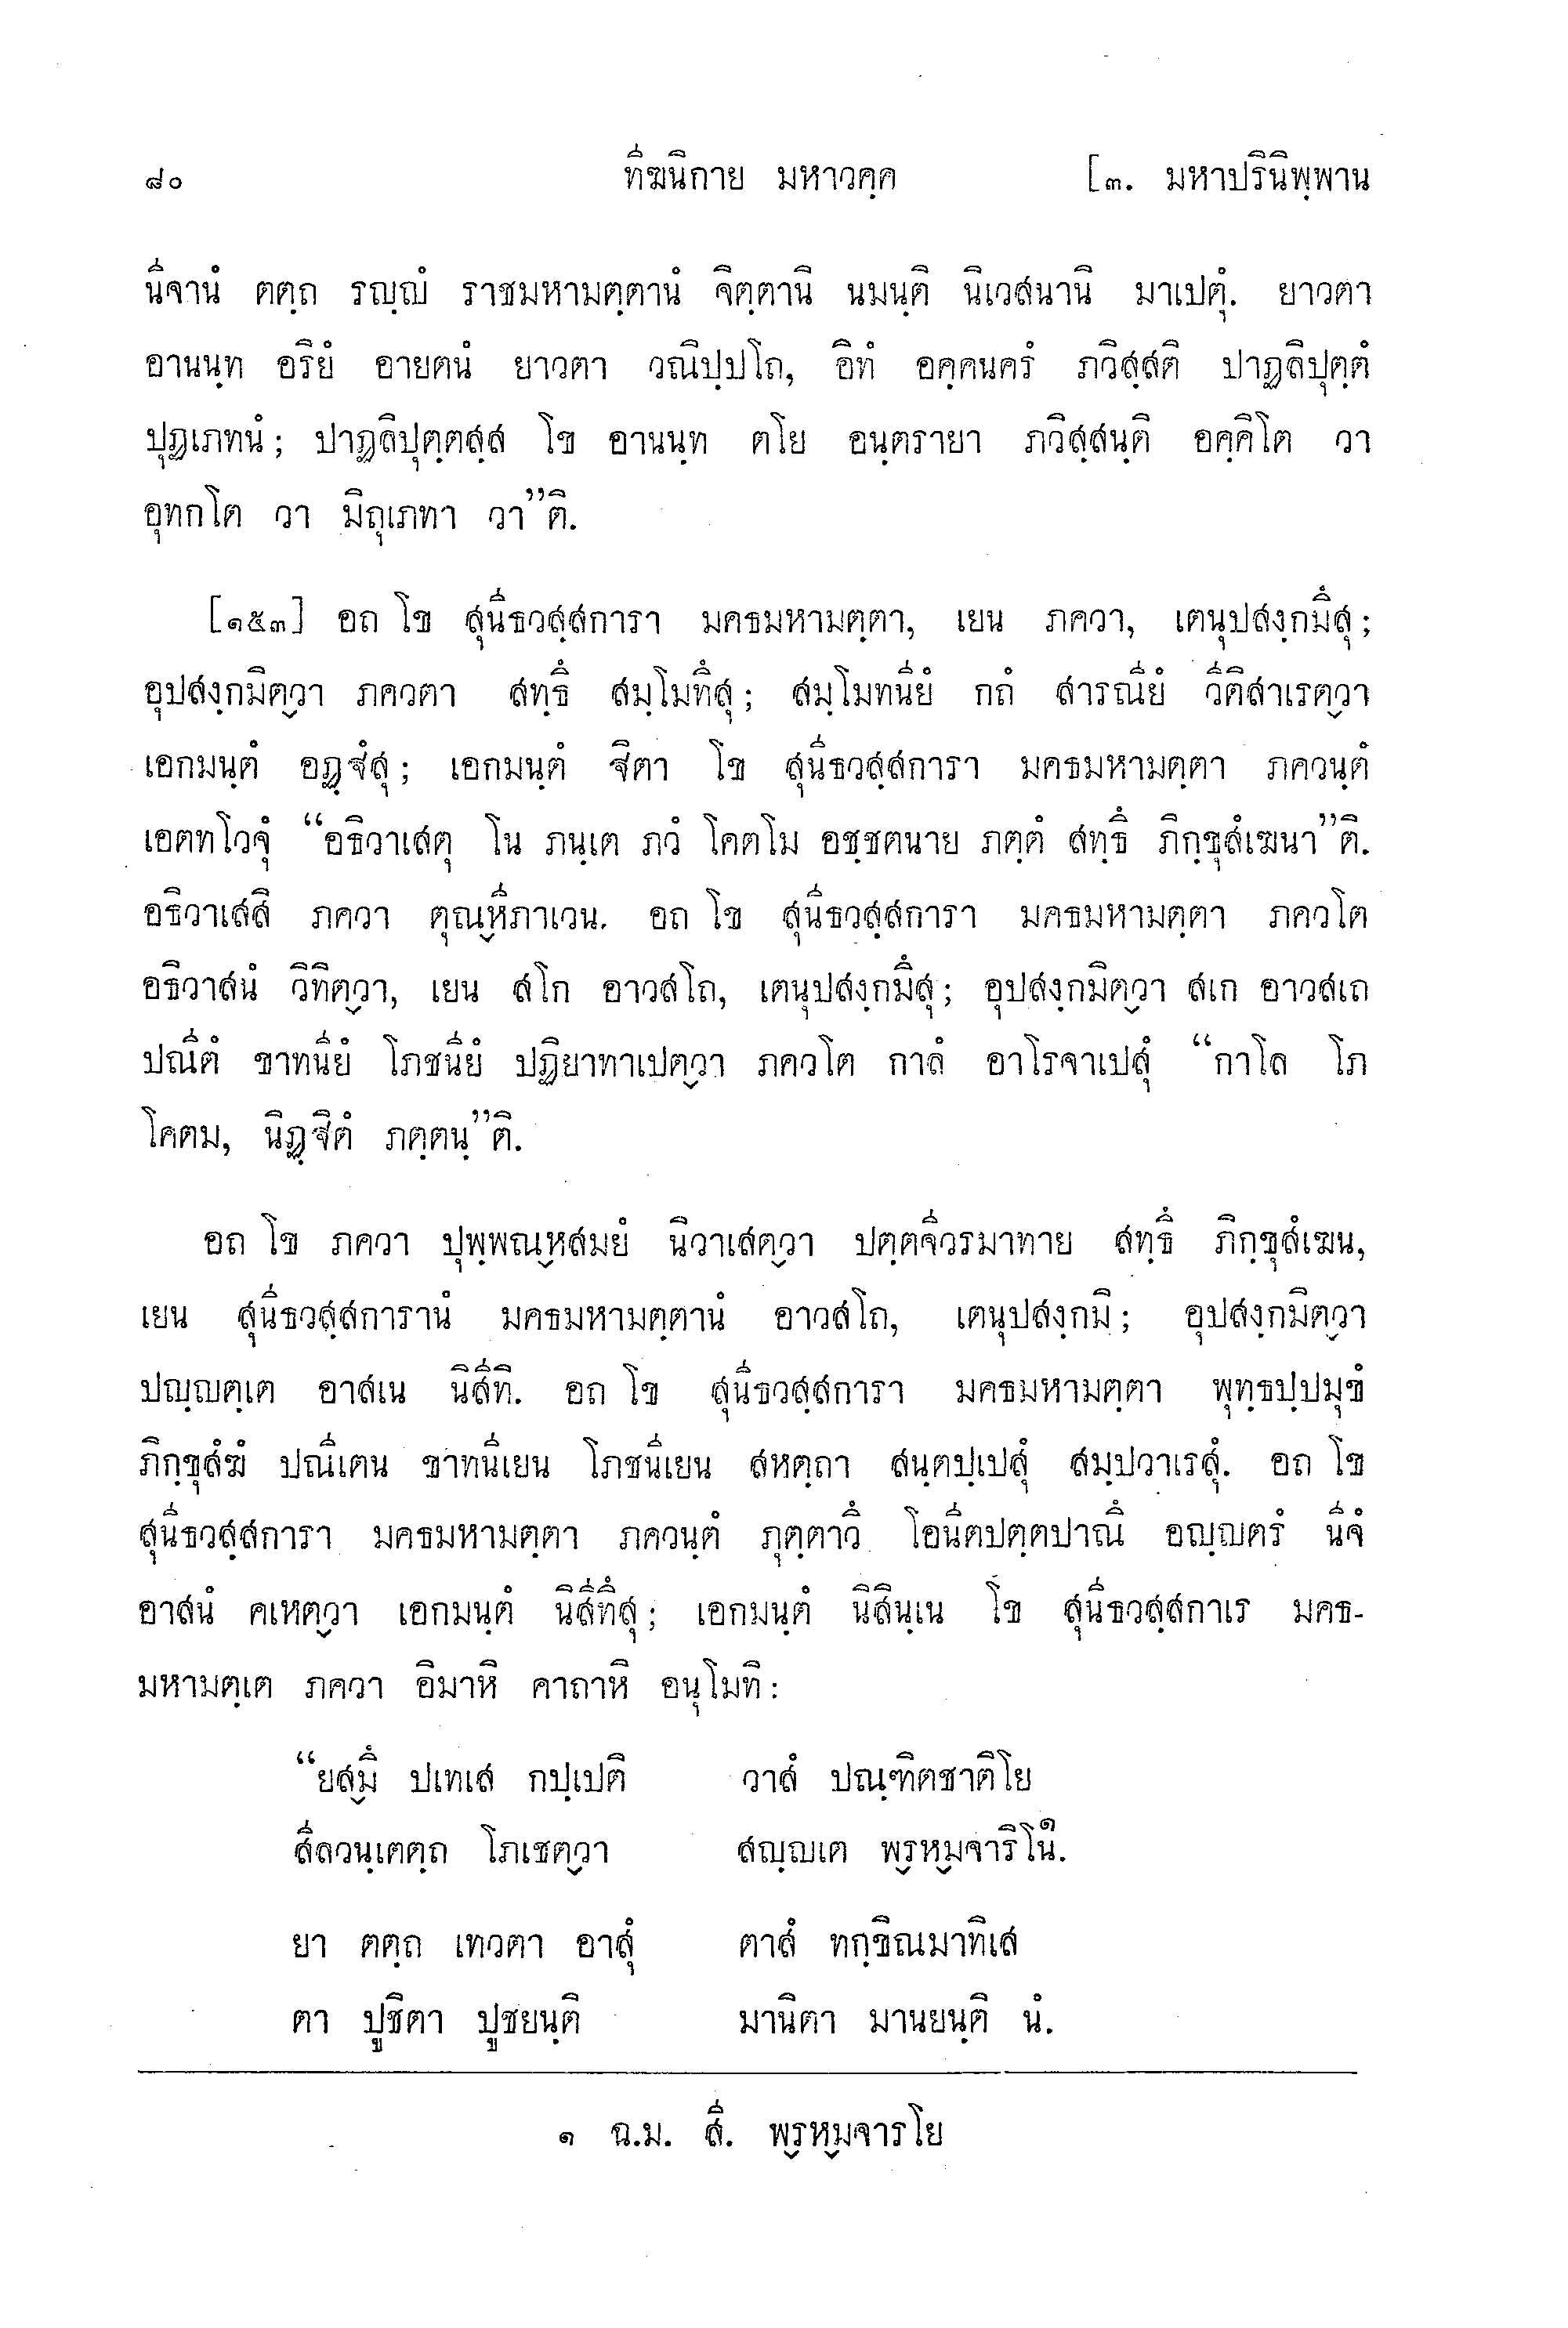 ๘๐ ทีฆนิกาย มหาวคฺค [๓. มหาปรินิพฺพาน
นีจานํ ตตฺถ รญฺญํ ราชมหามตฺตานํ จิตฺตานิ นมนฺติ นิเวสนานิ มาเปตุํ. ยาวตา
อานนฺท อริยํ อายตนํ ยาวตา วณิปฺปโถ, อิทํ อคฺคนครํ ภวิสฺสติ ปาฏลิปุตฺตํ
ปุฏเภทนํ; ปาฏลิปุตฺตสฺส โข อานนฺท ตโย อนฺตรายา ภวิสฺสนฺติ อคฺคิโต วา
อุทกโต วา มิถุเภทา วา”ติ.
[๑๕๓] อถ โข สุนีธวสฺสการา มคธมหามตฺตา, เยน ภควา, เตนุปสงฺกมึสุ;
อุปสงฺกมิตฺวา ภควตา สทฺธึ สมฺโมทึสุ; สมฺโมทนียํ กถํ สารณียํ วีติสาเรตฺวา
เอกมนฺตํ อฏฺฐํสุ; เอกมนฺตํ ฐิตา โข สุนีธวสฺสการา มคธมหามตฺตา ภควนฺตํ
เอตทโวจุํ “อธิวาเสตุ โน ภนฺเต ภวํ โคตโม อชฺชตนาย ภตฺตํ สทฺธึ ภิกฺขุสํเฆนา”ติ.
อธิวาเสสิ ภควา ตุณฺหีภาเวน. อถ โข สุนีธวสฺสการา มคธมหามตฺตา ภควโต
อธิวาสนํ วิทิตฺวา, เยน สโก อาวสโถ, เตนุปสงฺกมึสุ; อุปสงฺกมิตฺวา สเก อาวสเถ
ปณีตํ ขาทนียํ โภชนียํ ปฏิยาทาเปตฺวา ภควโต กาลํ อาโรจาเปสุํ “กาโล โภ
โคตม, นิฏฺฐิตํ ภตฺตนฺ”ติ.
อถ โข ภควา ปุพฺพณฺหสมยํ นิวาเสตฺวา ปตฺตจีวรมาทาย สทฺธึ ภิกฺขุสํเฆน,
เยน สุนีธวสฺสการานํ มคธมหามตฺตานํ อาวสโถ, เตนุปสงฺกมิ; อุปสงฺกมิตฺวา
ปญฺญตฺเต อาสเน นิสีทิ. อถ โข สุนีธวสฺสการา มคธมหามตฺตา พุทฺธปฺปมุขํ
ภิกฺขุสํฆํ ปณีเตน ขาทนีเยน โภชนีเยน สหตฺถา สนฺตปฺเปสุํ สมฺปวาเรสุํ. อถ โข
สุนีธวสฺสการา มคธมหามตฺตา ภควนฺตํ ภุตฺตาวึ โอนีตปตฺตปาณึ อญฺญตรํ นีจํ
อาสนํ คเหตฺวา เอกมนฺตํ นิสีทึสุ; เอกมนฺตํ นิสินฺเน โข สุนีธวสฺสกาเร มคธ-
มหามตฺเต ภควา อิมาหิ คาถาหิ อนุโมทิ:
“ยสฺมึ ปเทเส กปฺเปติ วาสํ ปณฺฑิตชาติโย
สีลวนฺเตตฺถ โภเชตฺวา สญฺญเต พฺรหฺมจาริโน๑.
ยา ตตฺถ เทวตา อาสุํ ตาสํ ทกฺขิณมาทิเส
ตา ปูชิตา ปูชยนฺติ มานิตา มานยนฺติ นํ.
๑ ฉ.ม. สี. พฺรหฺมจารโย